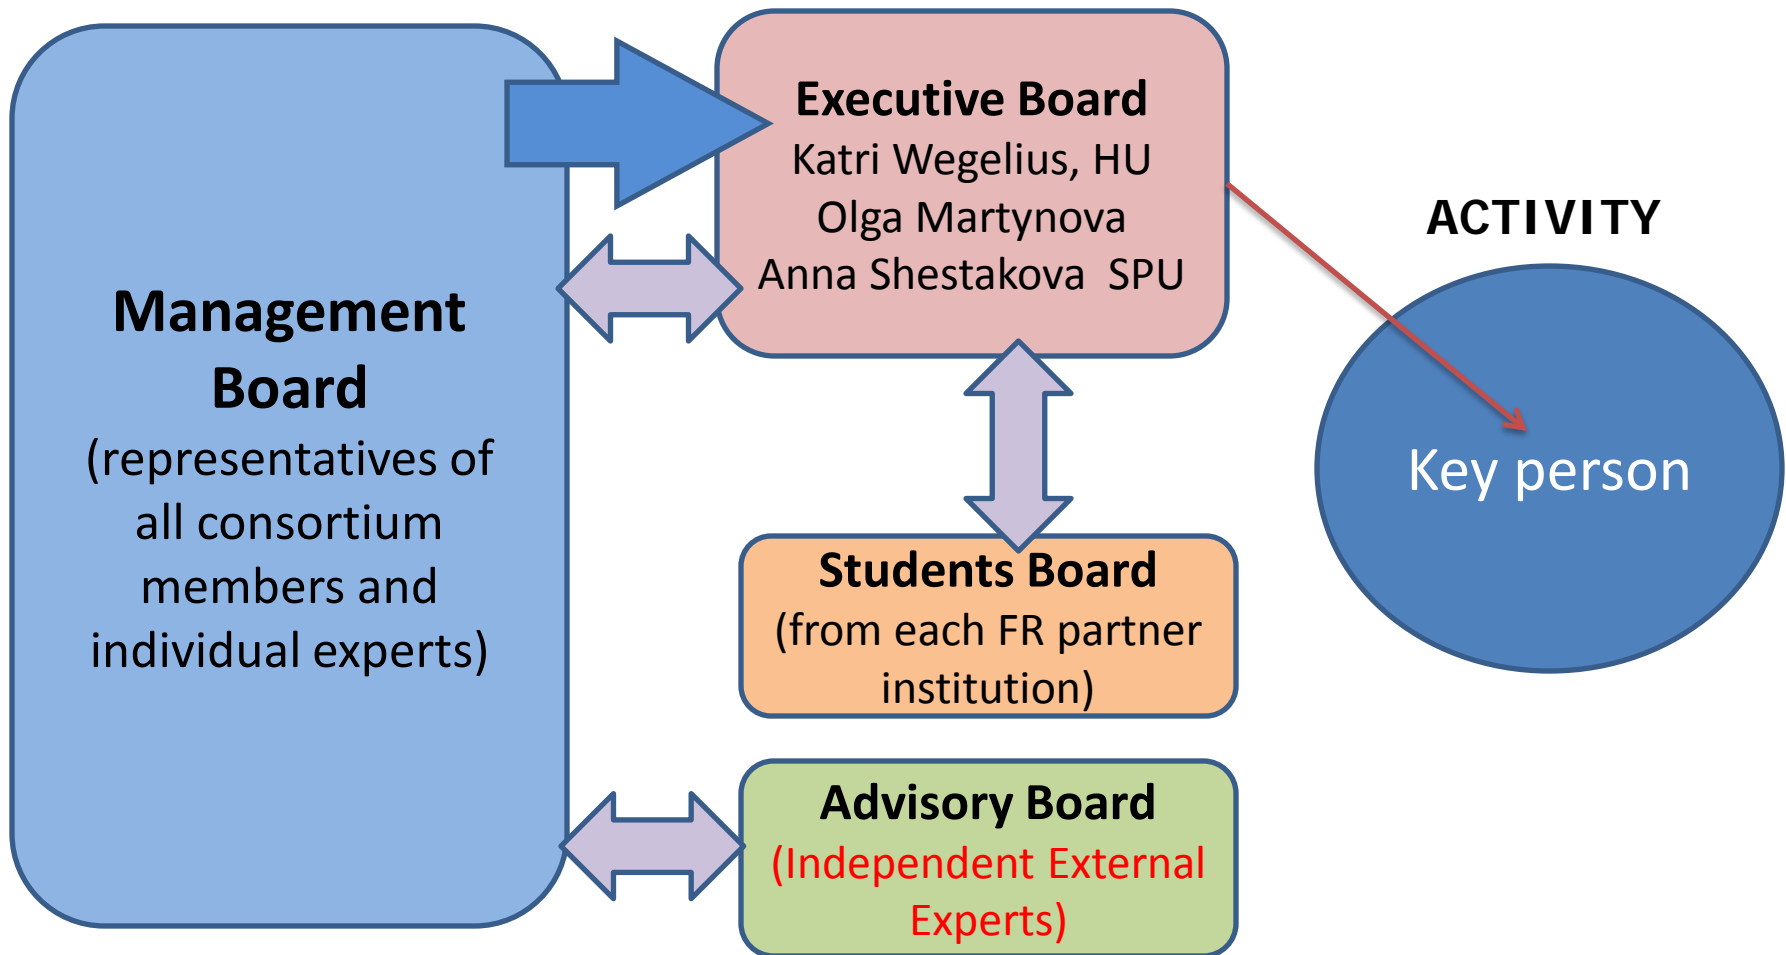 Management
Board
(representatives of
all consortium
members and
individual experts)
Executive Board
Katri Wegelius, HU
Olga Martynova
Anna Shestakova  SPU
Students Board
(from each FR partner
institution)
Advisory Board
(Independent External
Experts)
ACTIVITY
Key person